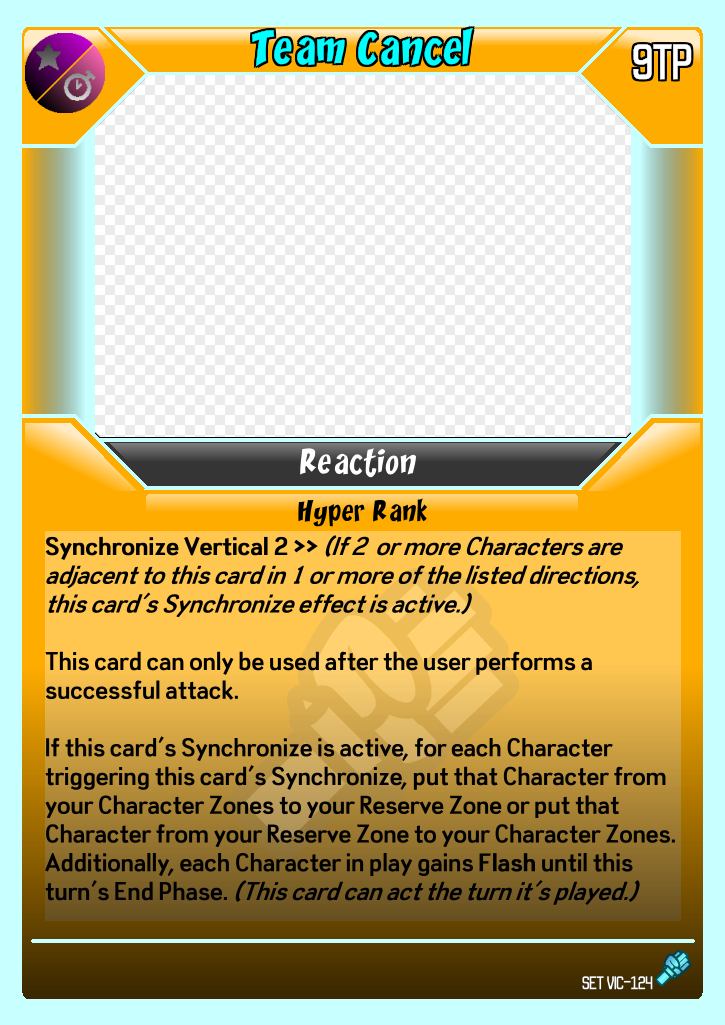 Team Cancel
9TP
Reaction
Hyper Rank
Synchronize Vertical 2 >> (If 2 or more Characters are
adjacent to this card in 1 or more of the listed directions,
this card's Synchronize effect is active.)
This card can only be used after the user performs a
successful attack.
If this card's Synchronize is active, for each Character
triggering this card's Synchronize, put that Character from
your Character Zones to your Reserve Zone or put that
Character from your Reserve Zone to your Character Zones.
Additionally, each Character in play gains Flash until this
turn's End Phase. (This card can act the turn it's played.)
SET VIC-124